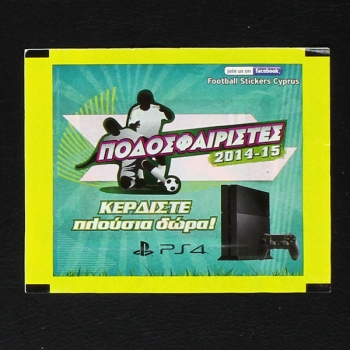 join us on facebook
Football Stickers Cyprus
ΠΟΔΟΣΦΑΙΡΙΣΤΕΣ
2014-15
ΚΕΡΔΙΣΤΕ
πλούσια δώρα!
PS4